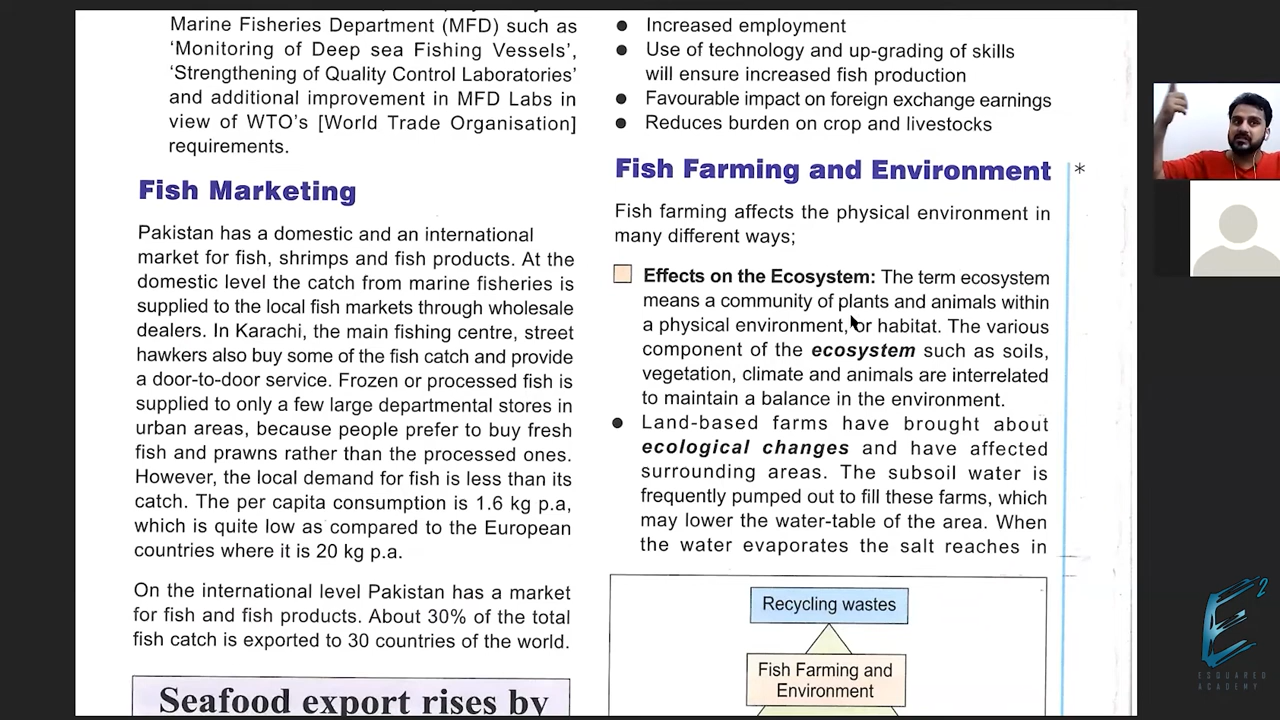 Marine Fisheries Department (MFD) such as
'Monitoring of Deep sea Fishing Vessels',
'Strengthening of Quality Control Laboratories'
and additional improvement in MFD Labs in
view of WTO's [World Trade Organisation]
requirements.
Fish Marketing
Pakistan has a domestic and an international
market for fish, shrimps and fish products. At the
domestic level the catch from marine fisheries is
supplied to the local fish markets through wholesale
dealers. In Karachi, the main fishing centre, street
hawkers also buy some of the fish catch and provide
a door-to-door service. Frozen or processed fish is
supplied to only a few large departmental stores in
urban areas, because people prefer to buy fresh
fish and prawns rather than the processed ones.
However, the local demand for fish is less than its
catch. The per capita consumption is 1.6 kg p.a,
which is quite low as compared to the European
countries where it is 20 kg p.a.
On the international level Pakistan has a market
for fish and fish products. About 30% of the total
fish catch is exported to 30 countries of the world.
Seafood export rises by
● Increased employment
● Use of technology and up-grading of skills
will ensure increased fish production
● Favourable impact on foreign exchange earnings
● Reduces burden on crop and livestocks
Fish Farming and Environment *
Fish farming affects the physical environment in
many different ways;
Effects on the Ecosystem: The term ecosystem
means a community of plants and animals within
a physical environment, or habitat. The various
component of the ecosystem such as soils,
vegetation, climate and animals are interrelated
to maintain a balance in the environment.
● Land-based farms have brought about
ecological changes and have affected
surrounding areas. The subsoil water is
frequently pumped out to fill these farms, which
may lower the water-table of the area. When
the water evaporates the salt reaches in
Recycling wastes
Fish Farming and
Environment
E2
ESQUARED
ACADEMY